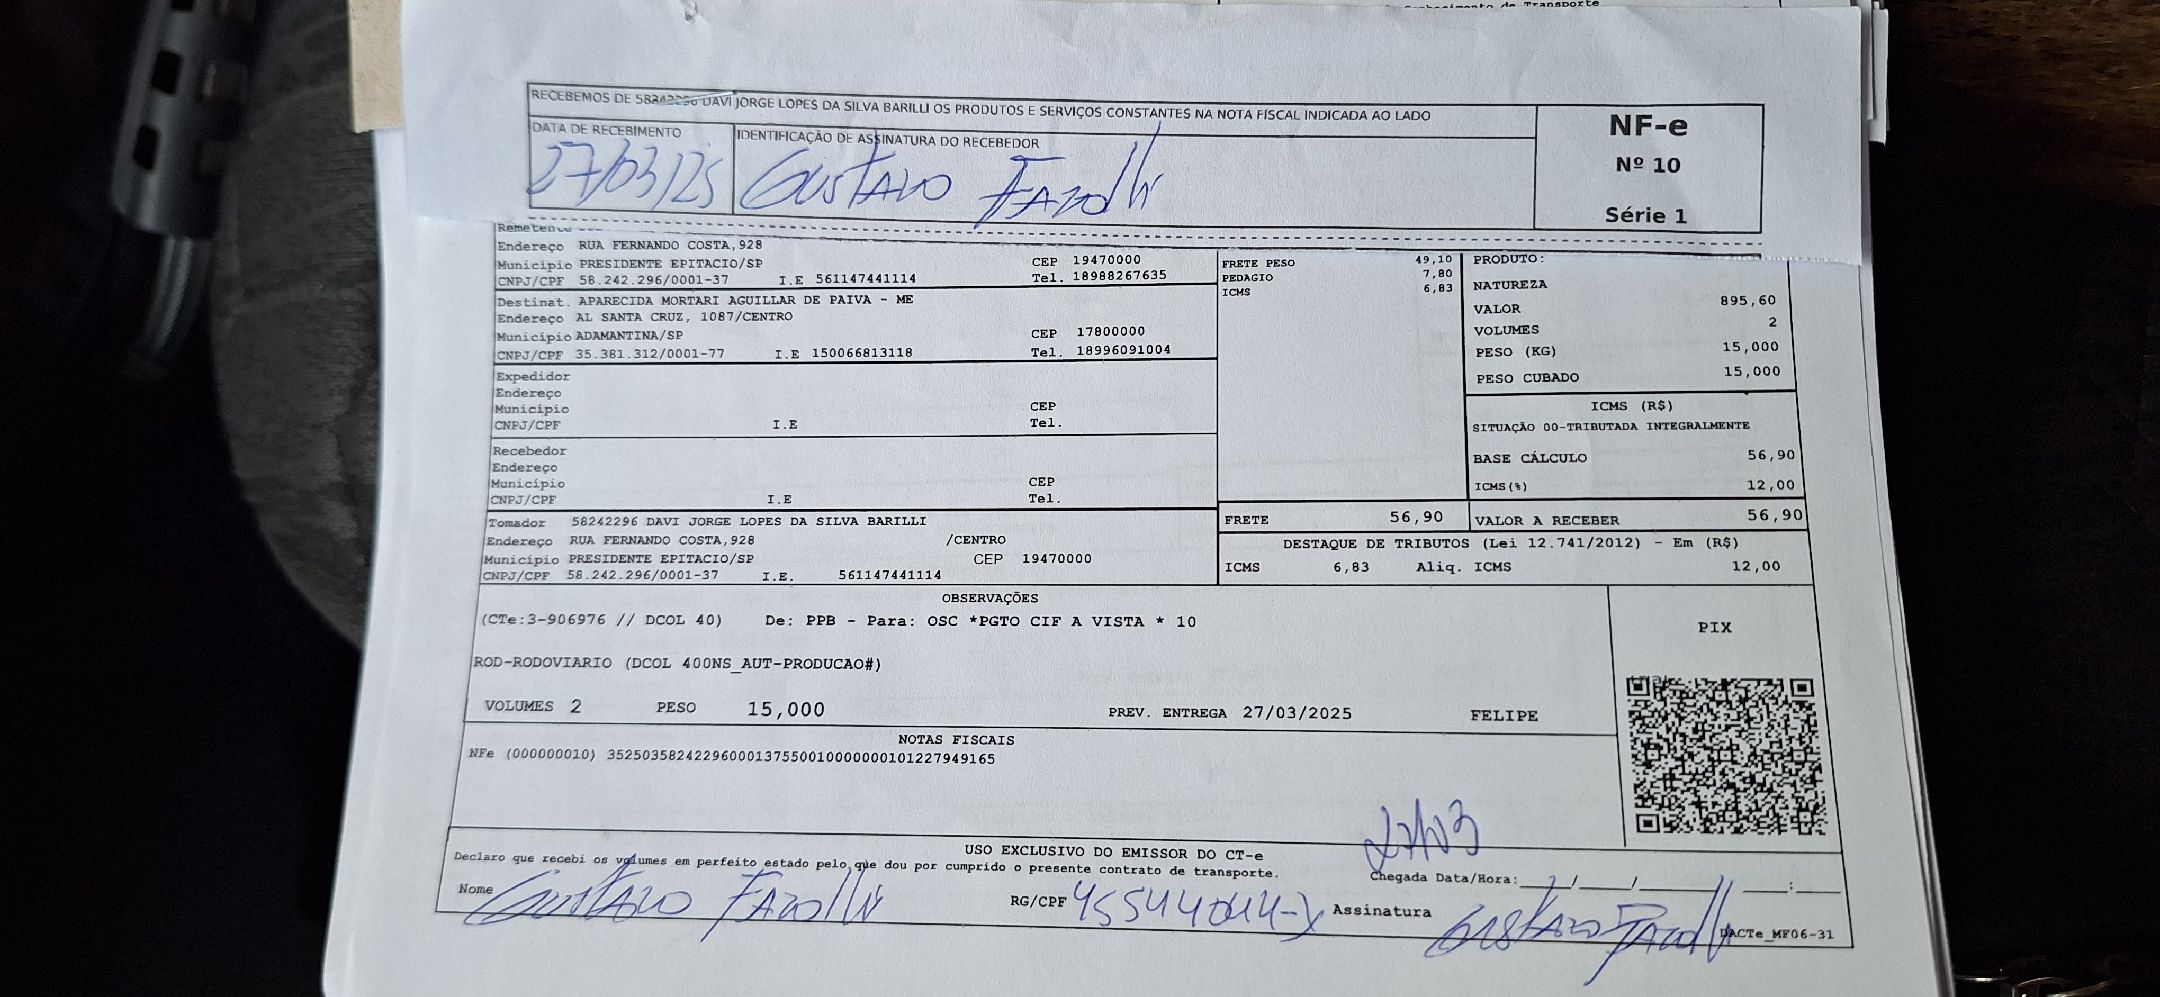 Conhecimento de Transporte
RECEBEMOS DE 58242296 DAVI JORGE LOPES DA SILVA BARILLI OS PRODUTOS E SERVIÇOS CONSTANTES NA NOTA FISCAL INDICADA AO LADO
DATA DE RECEBIMENTO
27/03/25
IDENTIFICAÇÃO DE ASSINATURA DO RECEBEDOR
GUSTAVO FAZOLLI
NF-e
Nº 10
Série 1
Remetente
Endereço RUA FERNANDO COSTA,928
Município PRESIDENTE EPITACIO/SP CEP 19470000
CNPJ/CPF 58.242.296/0001-37 I.E 561147441114 Tel. 18988267635
Destinat. APARECIDA MORTARI AGUILLAR DE PAIVA - ME
Endereço AL SANTA CRUZ, 1087/CENTRO
Município ADAMANTINA/SP CEP 17800000
CNPJ/CPF 35.381.312/0001-77 I.E 150066813118 Tel. 18996091004
Expedidor
Endereço
Município CEP
CNPJ/CPF I.E Tel.
Recebedor
Endereço
Município CEP
CNPJ/CPF I.E Tel.
Tomador 58242296 DAVI JORGE LOPES DA SILVA BARILLI
Endereço RUA FERNANDO COSTA,928 /CENTRO
Município PRESIDENTE EPITACIO/SP CEP 19470000
CNPJ/CPF 58.242.296/0001-37 I.E. 561147441114
FRETE PESO 49,10
PEDAGIO 7,80
ICMS 6,83
PRODUTO:
NATUREZA
VALOR 895,60
VOLUMES 2
PESO (KG) 15,000
PESO CUBADO 15,000
ICMS (R$)
SITUAÇÃO 00-TRIBUTADA INTEGRALMENTE
BASE CÁLCULO 56,90
ICMS(%) 12,00
FRETE 56,90 VALOR A RECEBER 56,90
DESTAQUE DE TRIBUTOS (Lei 12.741/2012) - Em (R$)
ICMS 6,83 Aliq. ICMS 12,00
OBSERVAÇÕES
(CTe:3-906976 // DCOL 40) De: PPB - Para: OSC *PGTO CIF A VISTA * 10
ROD-RODOVIARIO (DCOL 400NS_AUT-PRODUCAO#)
VOLUMES 2 PESO 15,000 PREV. ENTREGA 27/03/2025 FELIPE
PIX
NOTAS FISCAIS
NFe (000000010) 35250358242296000137550010000000101227949165
USO EXCLUSIVO DO EMISSOR DO CT-e
Declaro que recebi os volumes em perfeito estado pelo que dou por cumprido o presente contrato de transporte.
27/03
Chegada Data/Hora: / / :
Nome GUSTAVO FAZOLLI RG/CPF Assinatura GUSTAVO FAZOLLI
DACTe_MF06-31